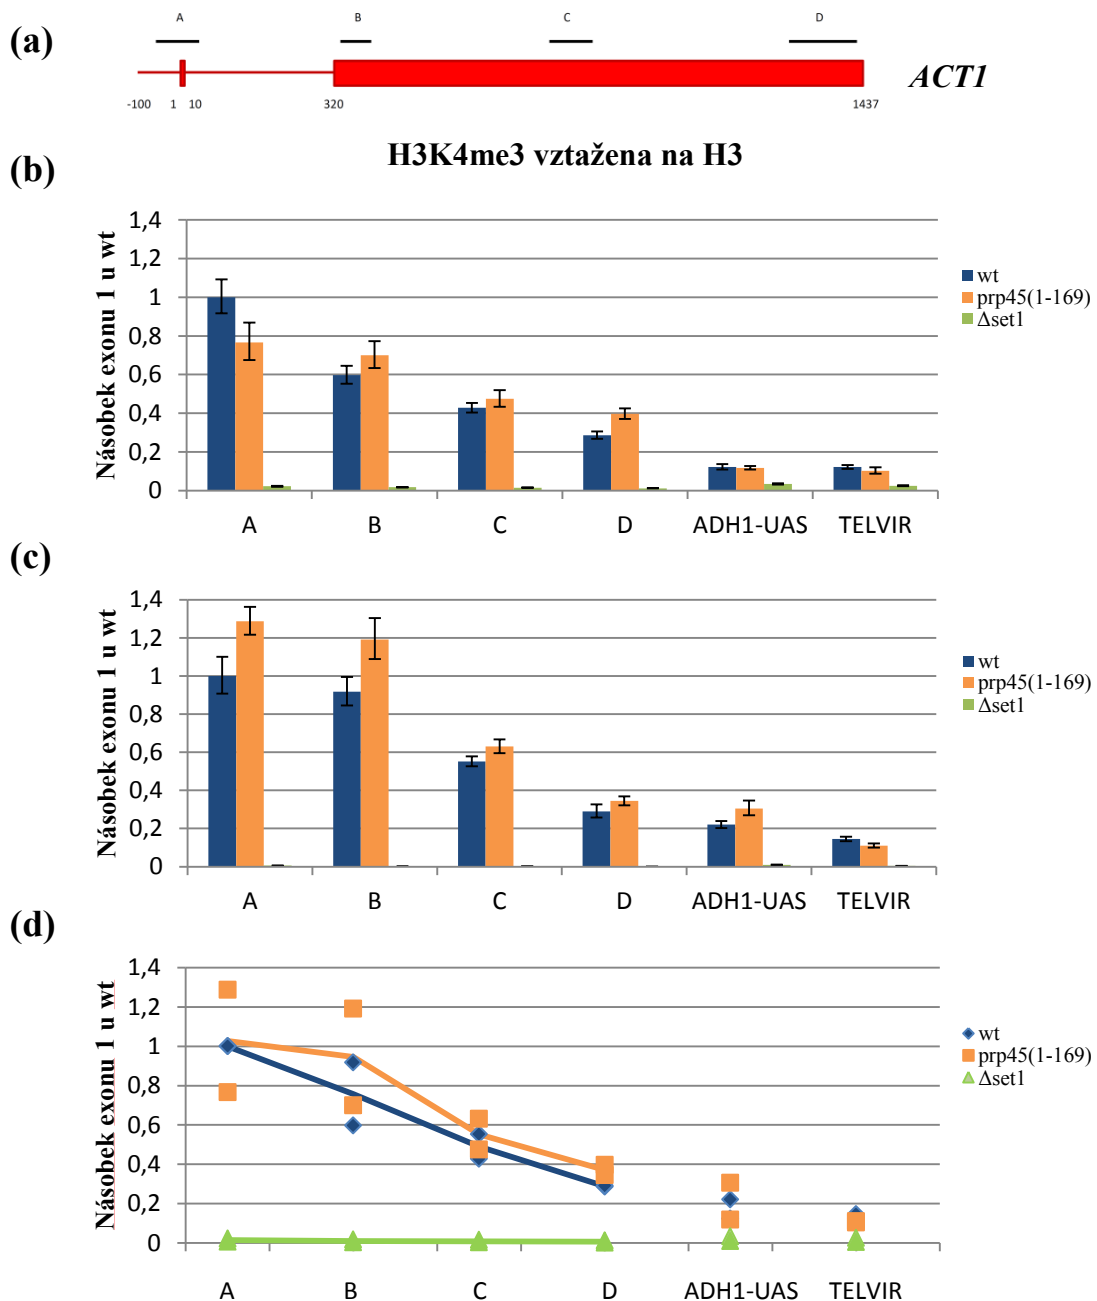 (a)
A B C D
ACT1
-100 1 10 320 1437
H3K4me3 vztažena na H3
(b)
Násobek exonu 1 u wt
1,4
1,2
1
0,8
0,6
0,4
0,2
0
A B C D ADH1-UAS TELVIR
wt
prp45(1-169)
Δset1
(c)
Násobek exonu 1 u wt
1,4
1,2
1
0,8
0,6
0,4
0,2
0
A B C D ADH1-UAS TELVIR
wt
prp45(1-169)
Δset1
(d)
Násobek exonu 1 u wt
1,4
1,2
1
0,8
0,6
0,4
0,2
0
A B C D ADH1-UAS TELVIR
wt
prp45(1-169)
Δset1